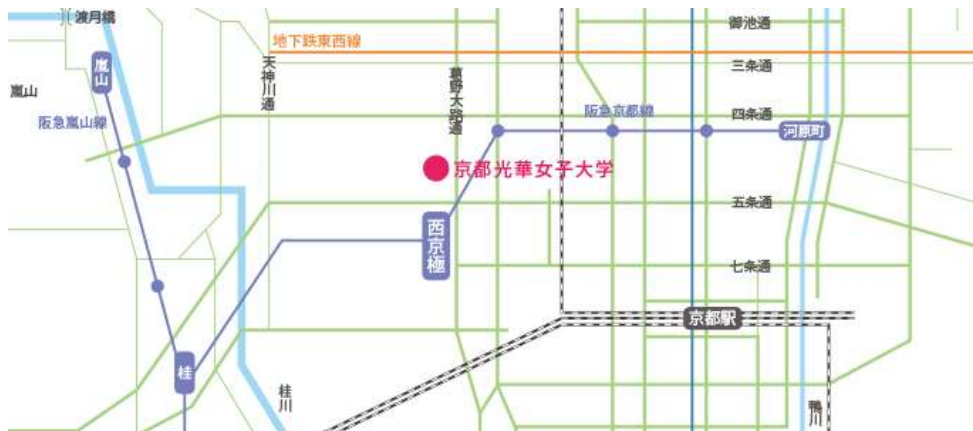 渡月橋
御池通
地下鉄東西線
嵐山
天神川通
葛野大路通
三条通
嵐山
阪急嵐山線
阪急京都線
四条通
河原町
京都光華女子大学
五条通
西京極
七条通
京都駅
桂
桂川
鴨川